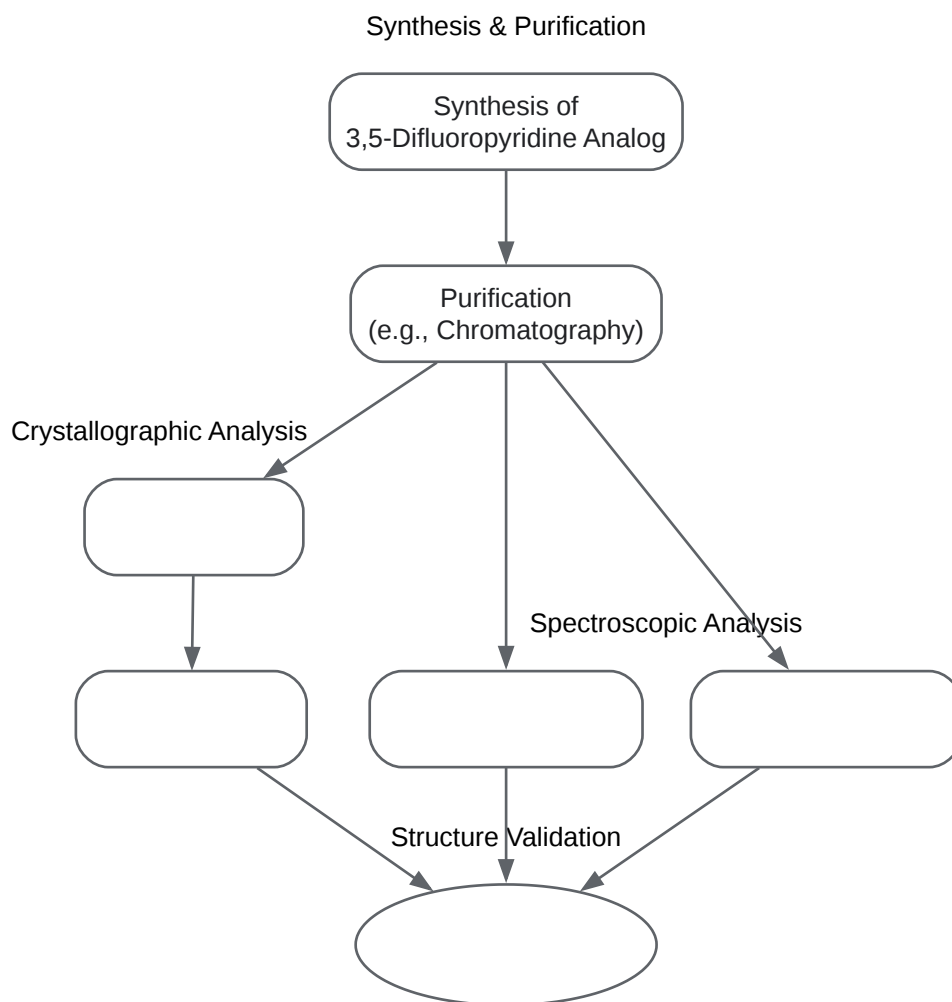 Synthesis & Purification
Synthesis of
3,5-Difluoropyridine Analog
Purification
(e.g., Chromatography)
Crystallographic Analysis
Spectroscopic Analysis
Structure Validation